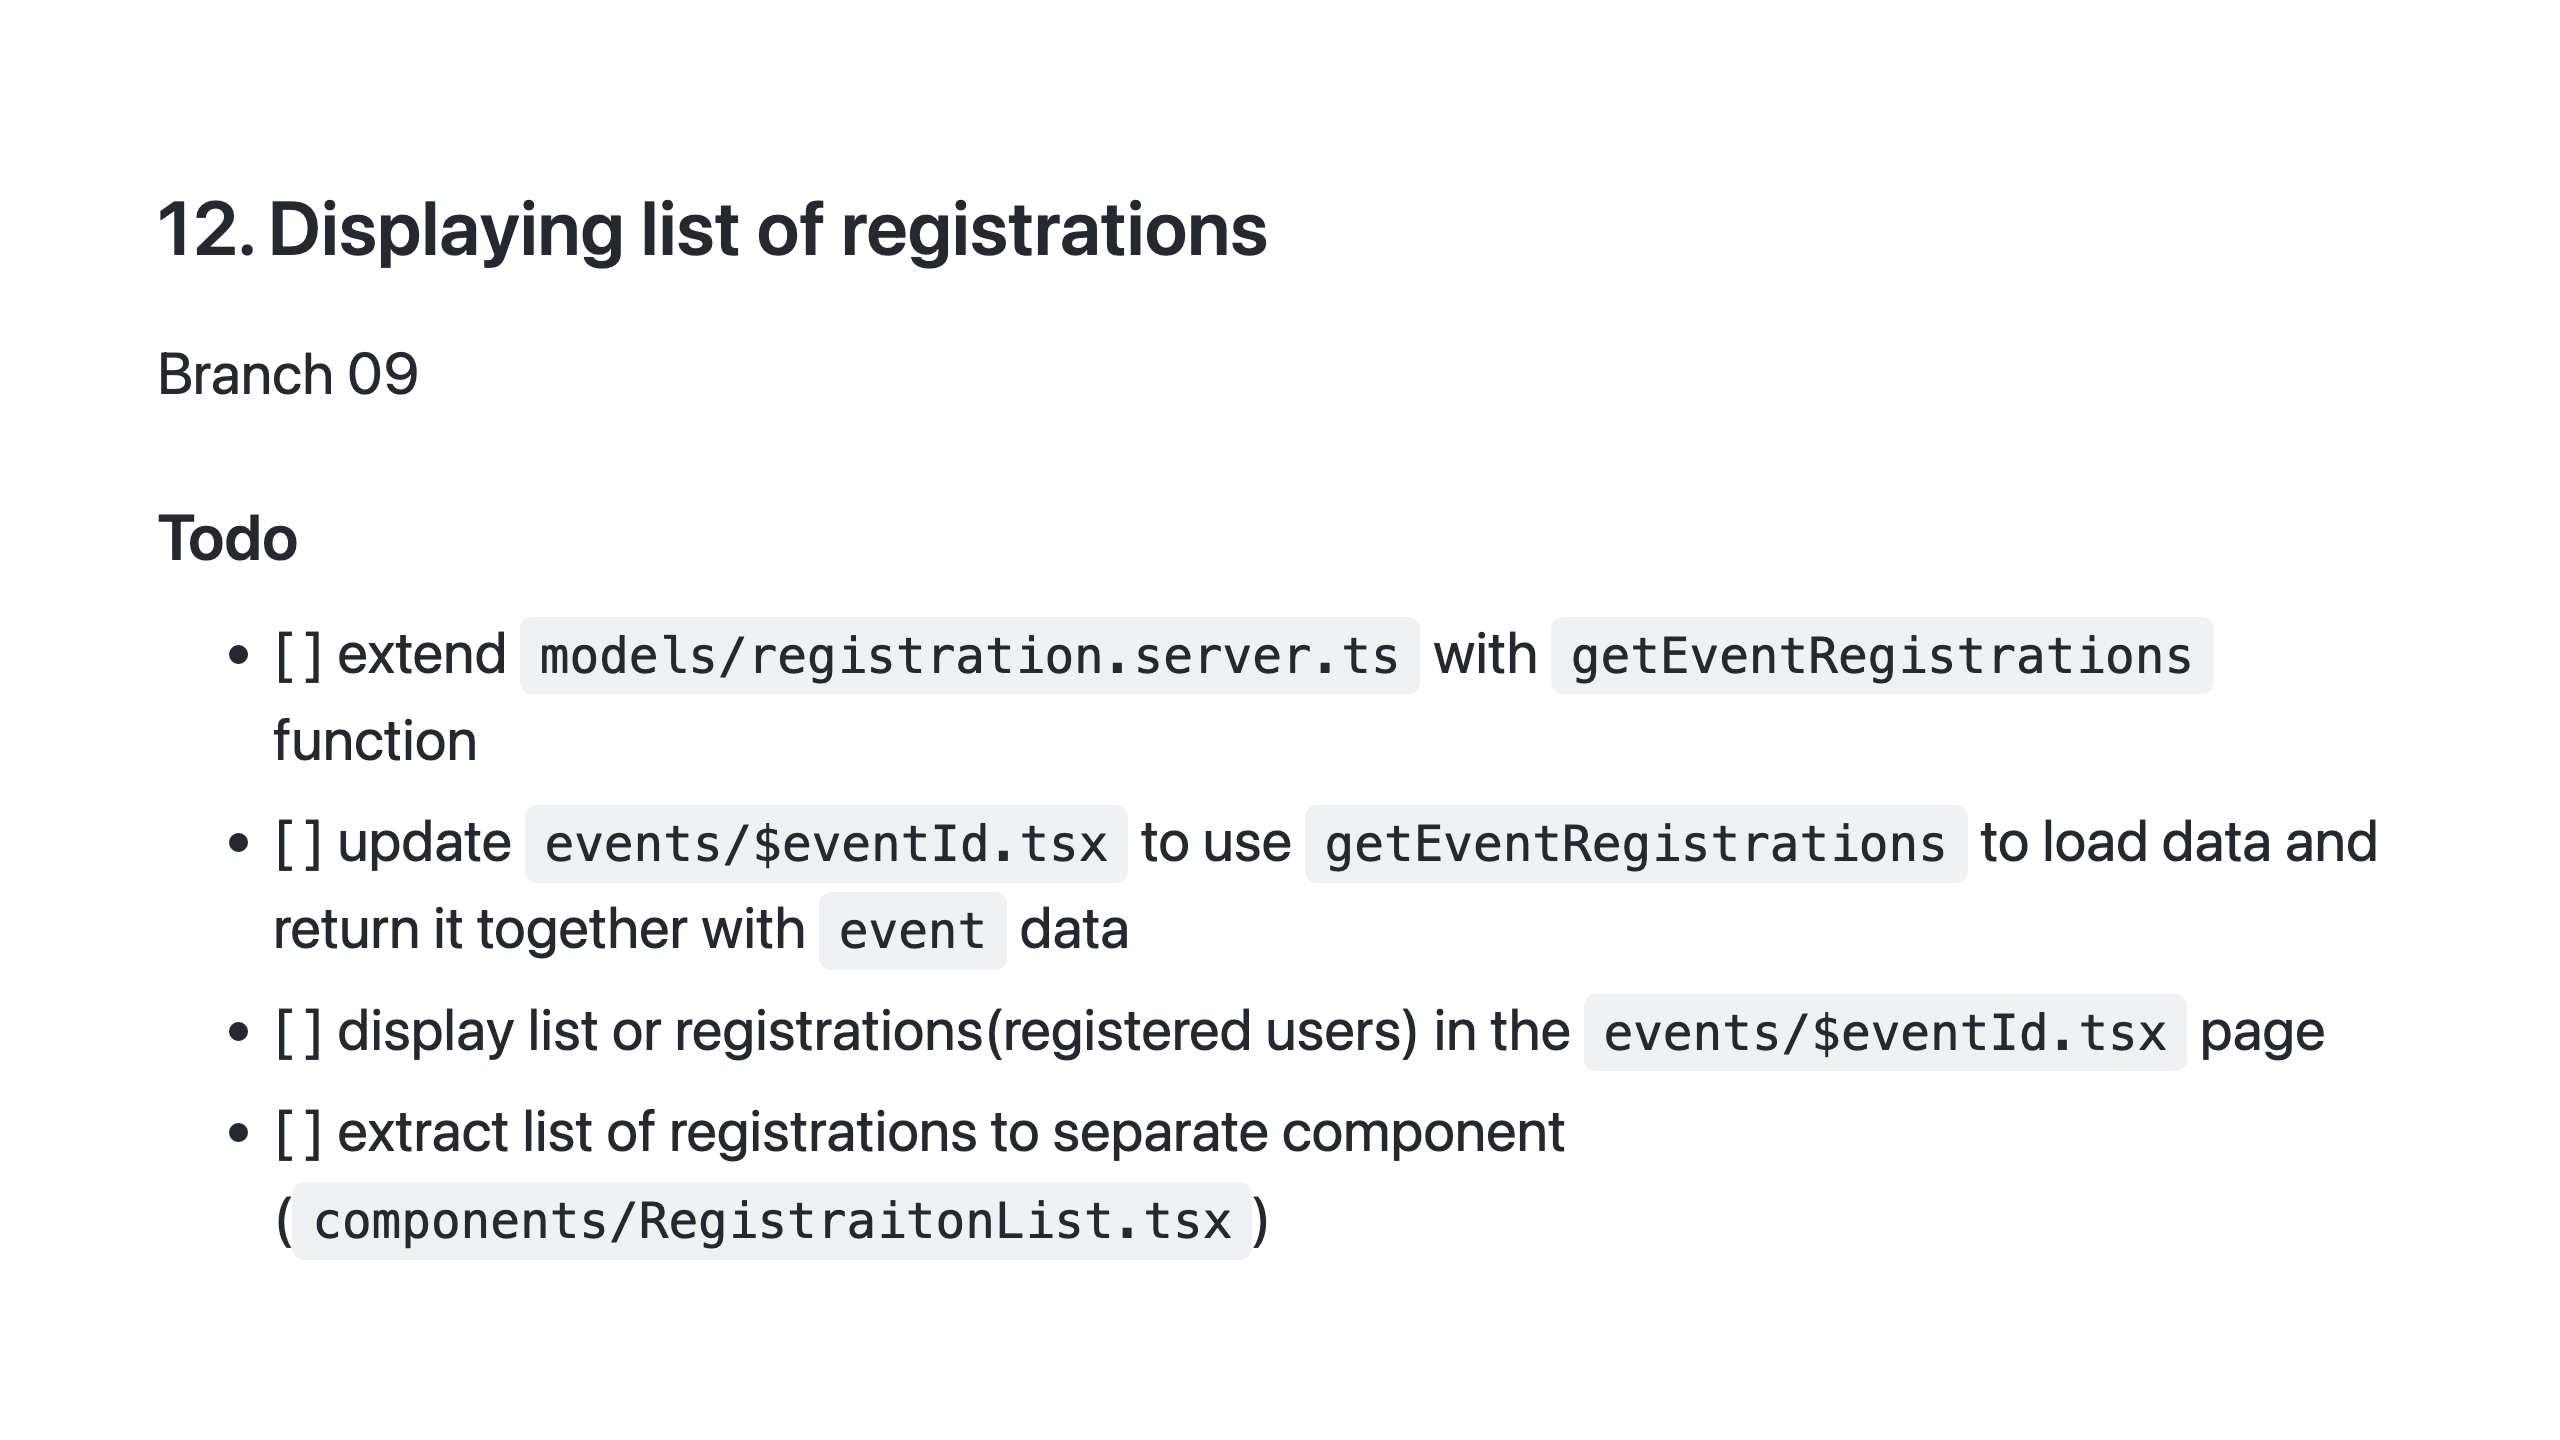 12. Displaying list of registrations
Branch 09
Todo
• [ ] extend models/registration.server.ts with getEventRegistrations
function
• [ ] update events/$eventId.tsx to use getEventRegistrations to load data and
return it together with event data
• [ ] display list or registrations(registered users) in the events/$eventId.tsx page
• [ ] extract list of registrations to separate component
(components/RegistraitonList.tsx)